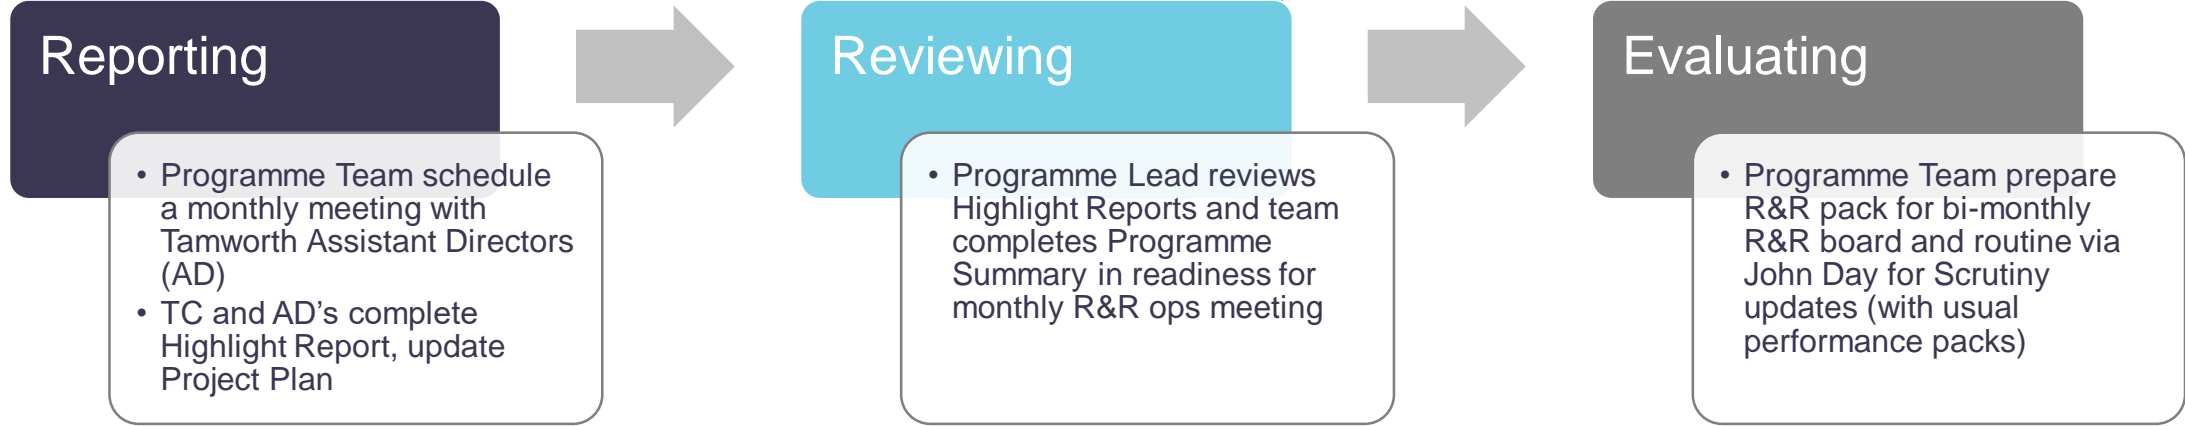 Reporting
• Programme Team schedule
a monthly meeting with
Tamworth Assistant Directors
(AD)
• TC and AD’s complete
Highlight Report, update
Project Plan
Reviewing
• Programme Lead reviews
Highlight Reports and team
completes Programme
Summary in readiness for
monthly R&R ops meeting
Evaluating
• Programme Team prepare
R&R pack for bi-monthly
R&R board and routine via
John Day for Scrutiny
updates (with usual
performance packs)